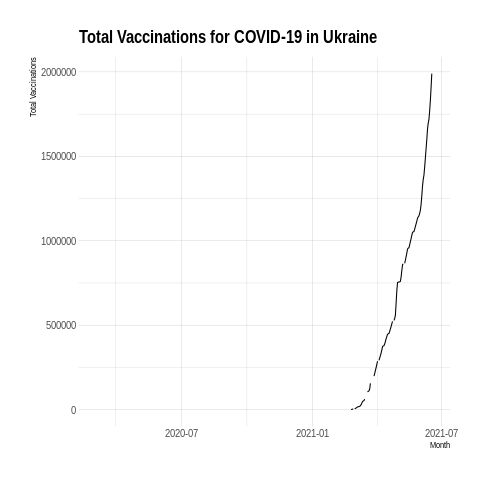 Total Vaccinations for COVID-19 in Ukraine
Total Vaccinations
2000000
1500000
1000000
500000
0
2020-07
2021-01
2021-07
Month